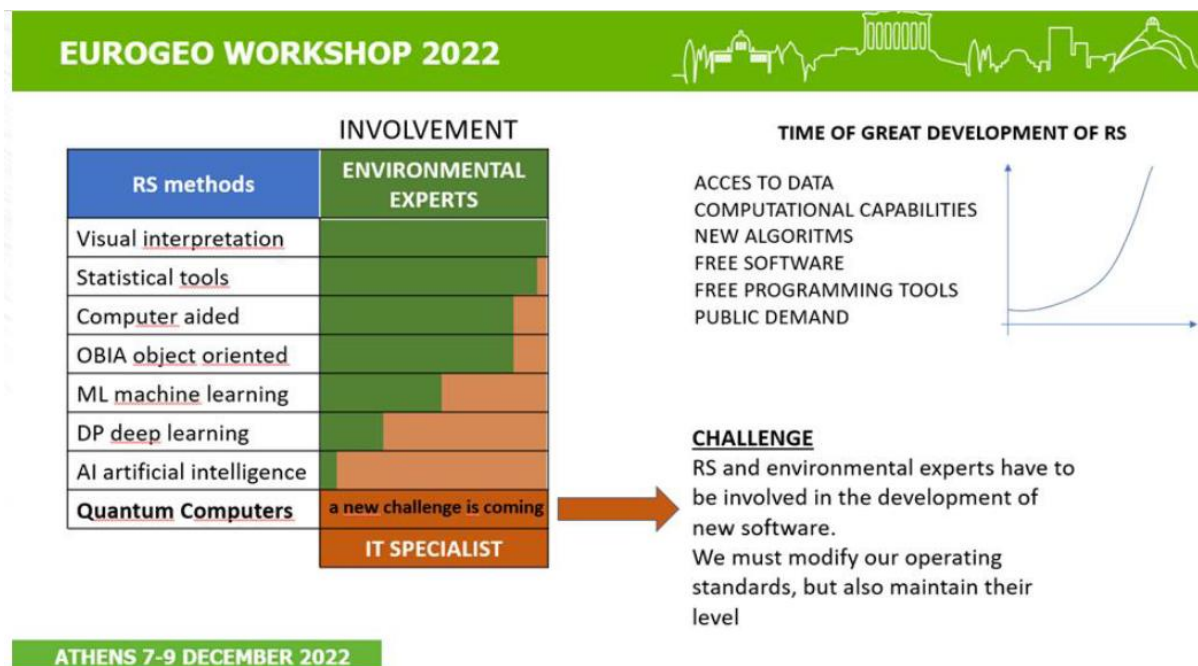 EUROGEO WORKSHOP 2022
INVOLVEMENT
RS methods
ENVIRONMENTAL
EXPERTS
Visual interpretation
Statistical tools
Computer aided
OBIA object oriented
ML machine learning
DP deep learning
AI artificial intelligence
Quantum Computers
a new challenge is coming
IT SPECIALIST
TIME OF GREAT DEVELOPMENT OF RS
ACCES TO DATA
COMPUTATIONAL CAPABILITIES
NEW ALGORITMS
FREE SOFTWARE
FREE PROGRAMMING TOOLS
PUBLIC DEMAND
CHALLENGE
RS and environmental experts have to
be involved in the development of
new software.
We must modify our operating
standards, but also maintain their
level
ATHENS 7-9 DECEMBER 2022